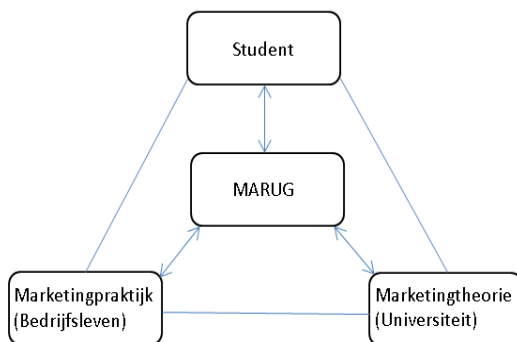 Student
MARUG
Marketingpraktijk
(Bedrijfsleven)
Marketingtheorie
(Universiteit)